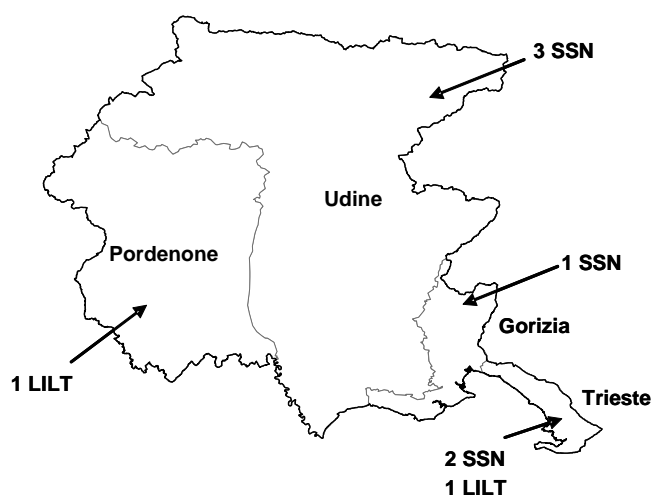 3 SSN
Udine
Pordenone
1 SSN
Gorizia
1 LILT
Trieste
2 SSN
1 LILT